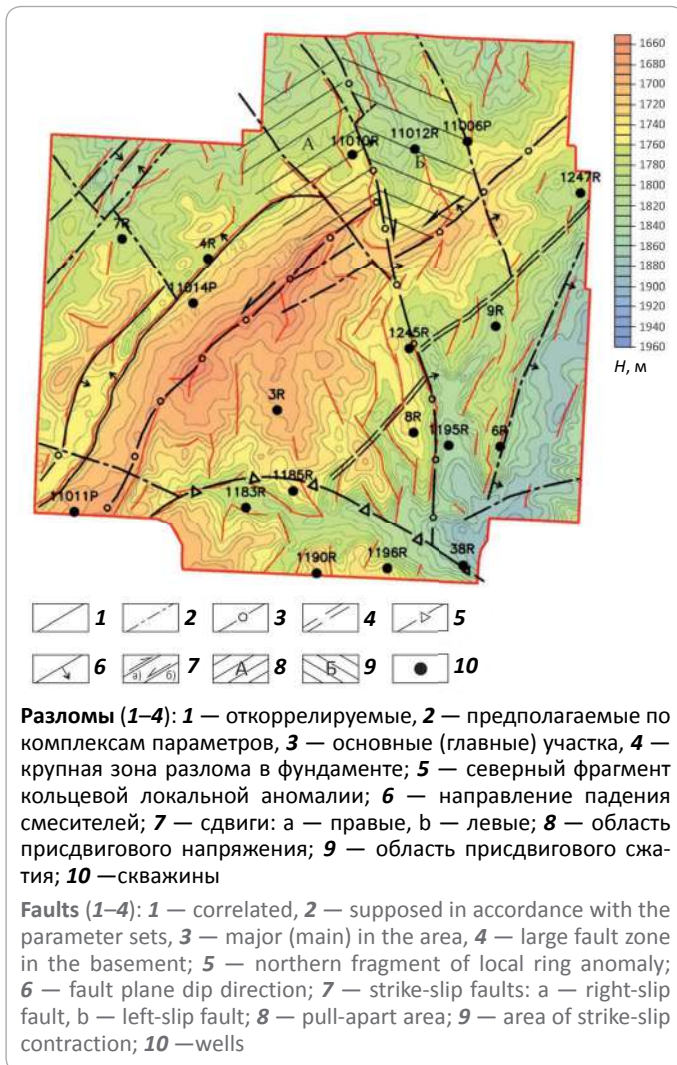 1660
1680
1700
1720
1740
1760
1780
1800
1820
1840
1860
1880
1900
1920
1940
1960
H, м
А
Б
11010R
11012R
11006P
1247R
7R
4R
11014P
9R
1245R
3R
8R
1195R
6R
1185R
1183R
11011P
1190R
1196R
38R
1
2
3
4
5
6
а) б) 7
А 8
Б 9
10
Разломы (1–4): 1 — откоррелируемые, 2 — предполагаемые по
комплексам параметров, 3 — основные (главные) участка, 4 —
крупная зона разлома в фундаменте; 5 — северный фрагмент
кольцевой локальной аномалии; 6 — направление падения
смесителей; 7 — сдвиги: a — правые, b — левые; 8 — область
присдвигового напряжения; 9 — область присдвигового сжа-
тия; 10 —скважины
Faults (1–4): 1 — correlated, 2 — supposed in accordance with the
parameter sets, 3 — major (main) in the area, 4 — large fault zone
in the basement; 5 — northern fragment of local ring anomaly;
6 — fault plane dip direction; 7 — strike-slip faults: a — right-slip
fault, b — left-slip fault; 8 — pull-apart area; 9 — area of strike-slip
contraction; 10 —wells